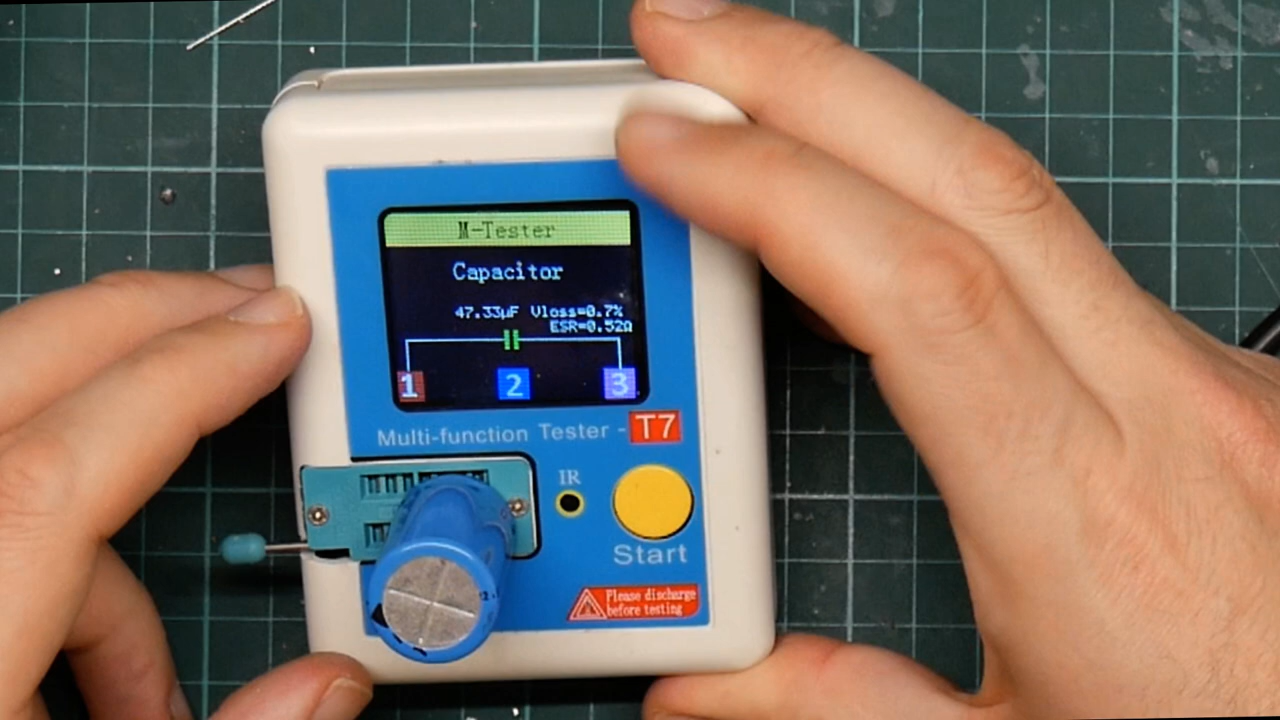 M-Tester
Capacitor
47.33µF Vloss=0.7%
ESR=0.52Ω
1 2 3
Multi-function Tester - T7
IR
Start
Please discharge
before testing